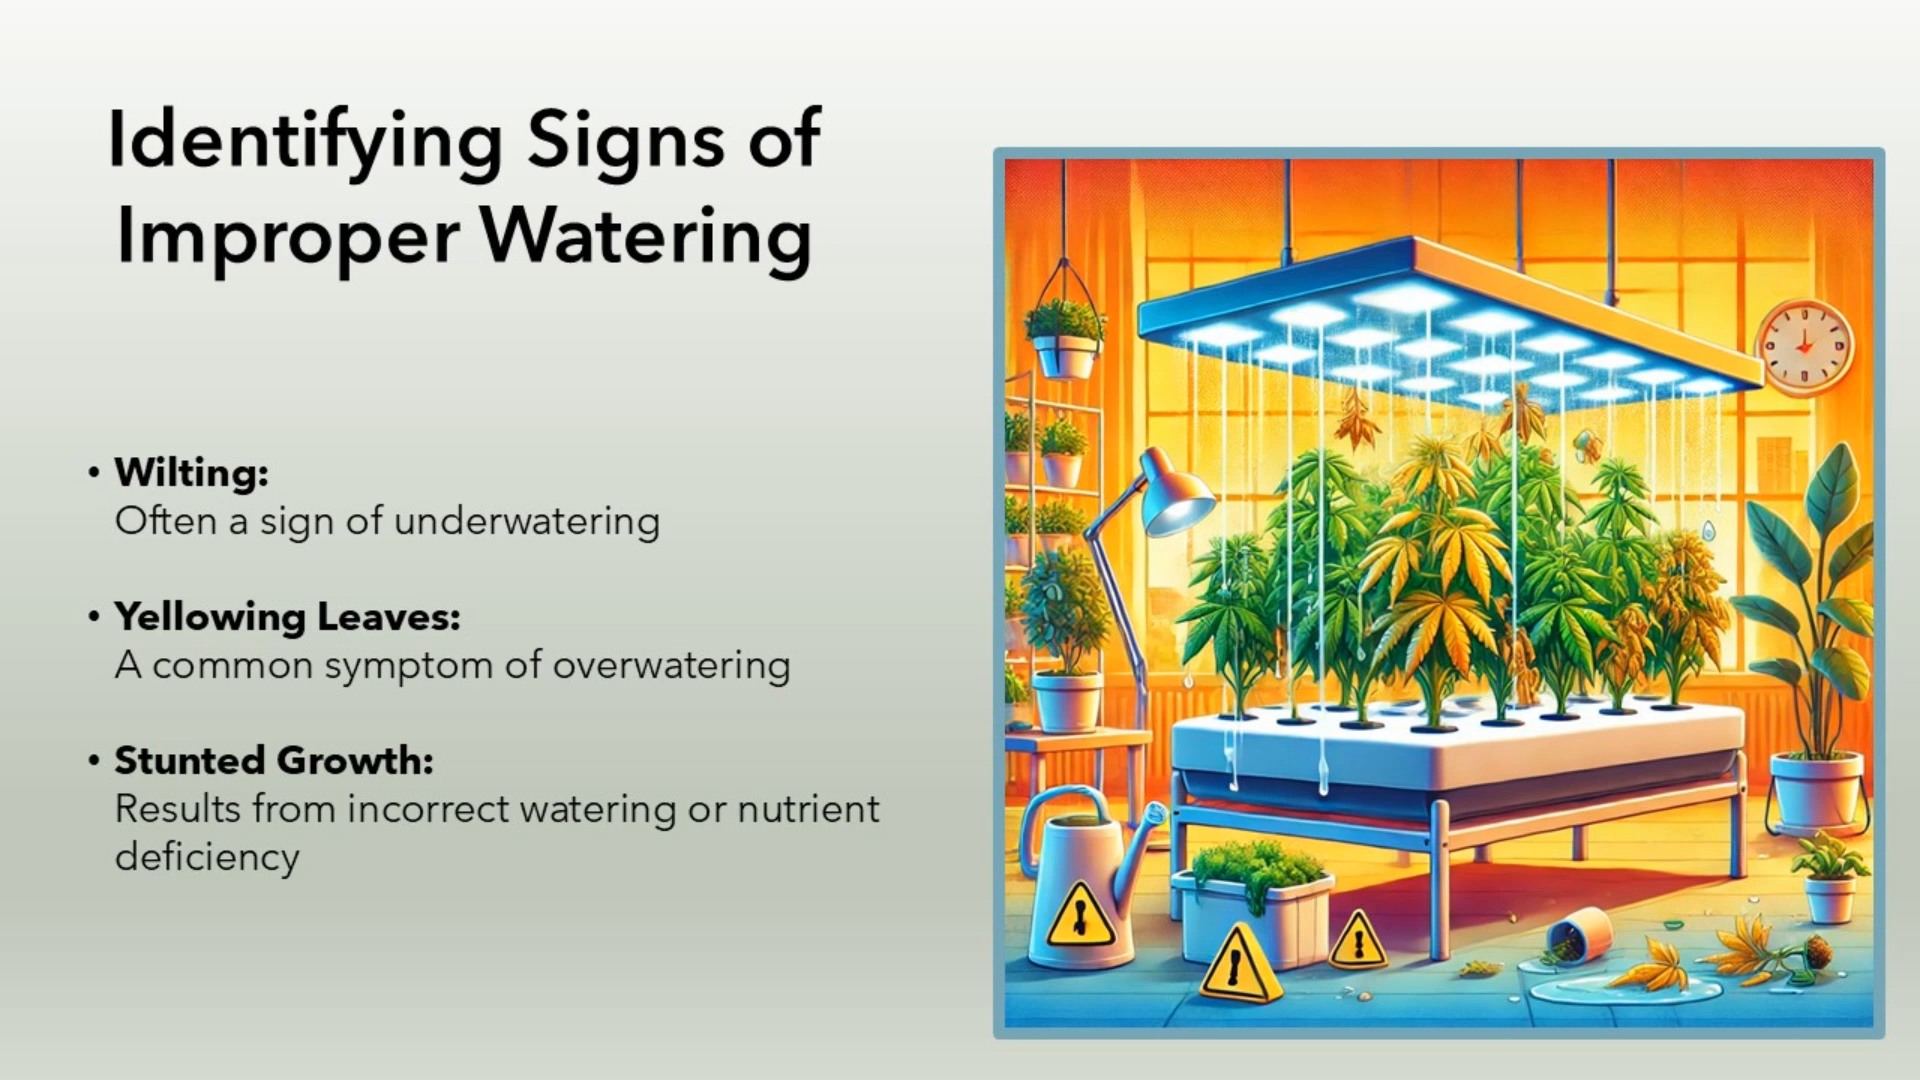 Identifying Signs of
Improper Watering
• Wilting:
Often a sign of underwatering
• Yellowing Leaves:
A common symptom of overwatering
• Stunted Growth:
Results from incorrect watering or nutrient
deficiency